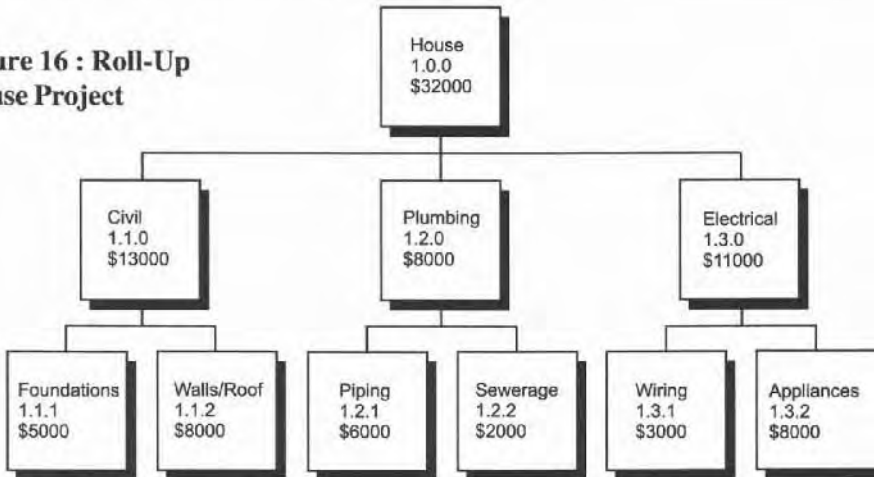 ure 16 : Roll-Up
use Project
House
1.0.0
$32000
Civil
1.1.0
$13000
Plumbing
1.2.0
$8000
Electrical
1.3.0
$11000
Foundations
1.1.1
$5000
Walls/Roof
1.1.2
$8000
Piping
1.2.1
$6000
Sewerage
1.2.2
$2000
Wiring
1.3.1
$3000
Appliances
1.3.2
$8000